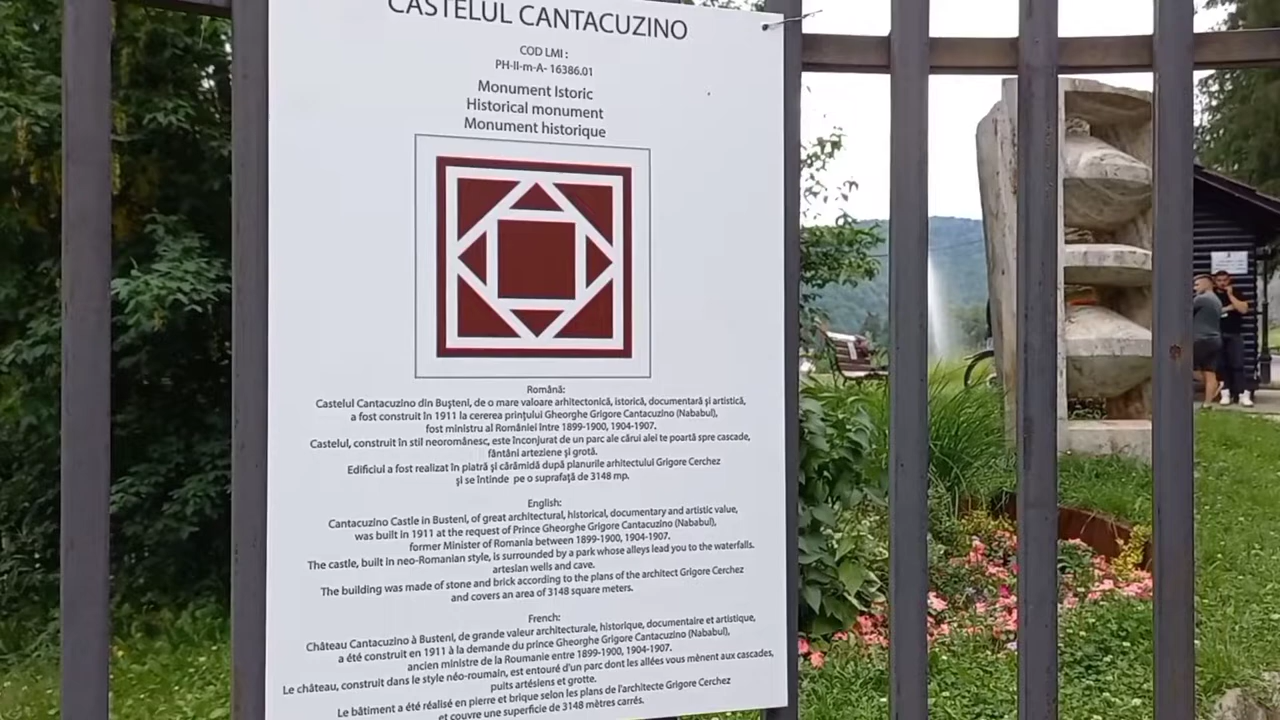 CASTELUL CANTACUZINO
COD LMI :
PH-II-m-A- 16386.01
Monument Istoric
Historical monument
Monument historique
Română:
Castelul Cantacuzino din Bușteni, de o mare valoare arhitectonică, istorică, documentară și artistică,
a fost construit în 1911 la cererea prințului Gheorghe Grigore Cantacuzino (Nababul),
fost ministru al României între 1899-1900, 1904-1907.
Castelul, construit în stil neoromânesc, este înconjurat de un parc ale cărui alei te poartă spre cascade,
fântâni arteziene și grotă.
Edificiul a fost realizat în piatră și cărămidă după planurile arhitectului Grigore Cerchez
și se întinde pe o suprafață de 3148 mp.
English:
Cantacuzino Castle in Busteni, of great architectural, historical, documentary and artistic value,
was built in 1911 at the request of Prince Gheorghe Grigore Cantacuzino (Nababul),
former Minister of Romania between 1899-1900, 1904-1907.
The castle, built in neo-Romanian style, is surrounded by a park whose alleys lead you to the waterfalls.
artesian wells and cave.
The building was made of stone and brick according to the plans of the architect Grigore Cerchez
and covers an area of 3148 square meters.
French:
Château Cantacuzino à Busteni, de grande valeur architecturale, historique, documentaire et artistique,
a été construit en 1911 à la demande du prince Gheorghe Grigore Cantacuzino (Nababul),
ancien ministre de la Roumanie entre 1899-1900, 1904-1907.
Le château, construit dans le style néo-roumain, est entouré d'un parc dont les allées vous mènent aux cascades,
puits artésiens et grotte.
Le bâtiment a été réalisé en pierre et brique selon les plans de l'architecte Grigore Cerchez
et couvre une superficie de 3148 mètres carrés.